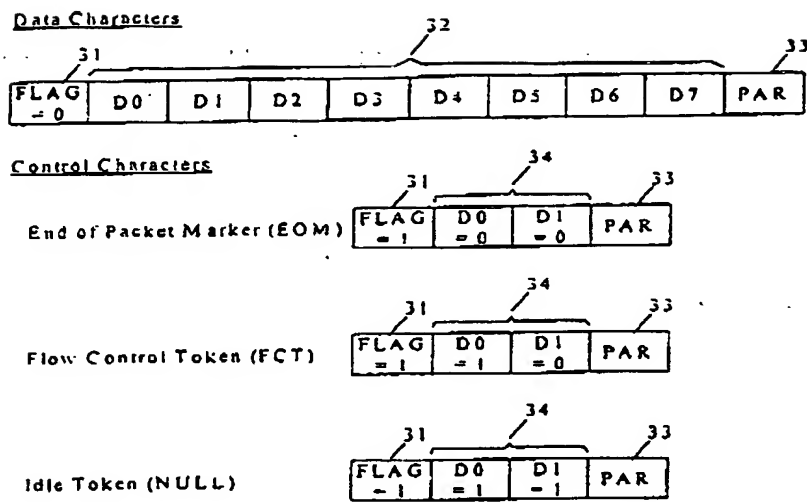 Data Characters
31 32 33
FLAG = 0 D0 D1 D2 D3 D4 D5 D6 D7 PAR
Control Characters
31 34 33
End of Packet Marker (EOM) FLAG = 1 D0 = 0 D1 = 0 PAR
31 34 33
Flow Control Token (FCT) FLAG = 1 D0 = 1 D1 = 0 PAR
31 34 33
Idle Token (NULL) FLAG = 1 D0 = 1 D1 = 1 PAR